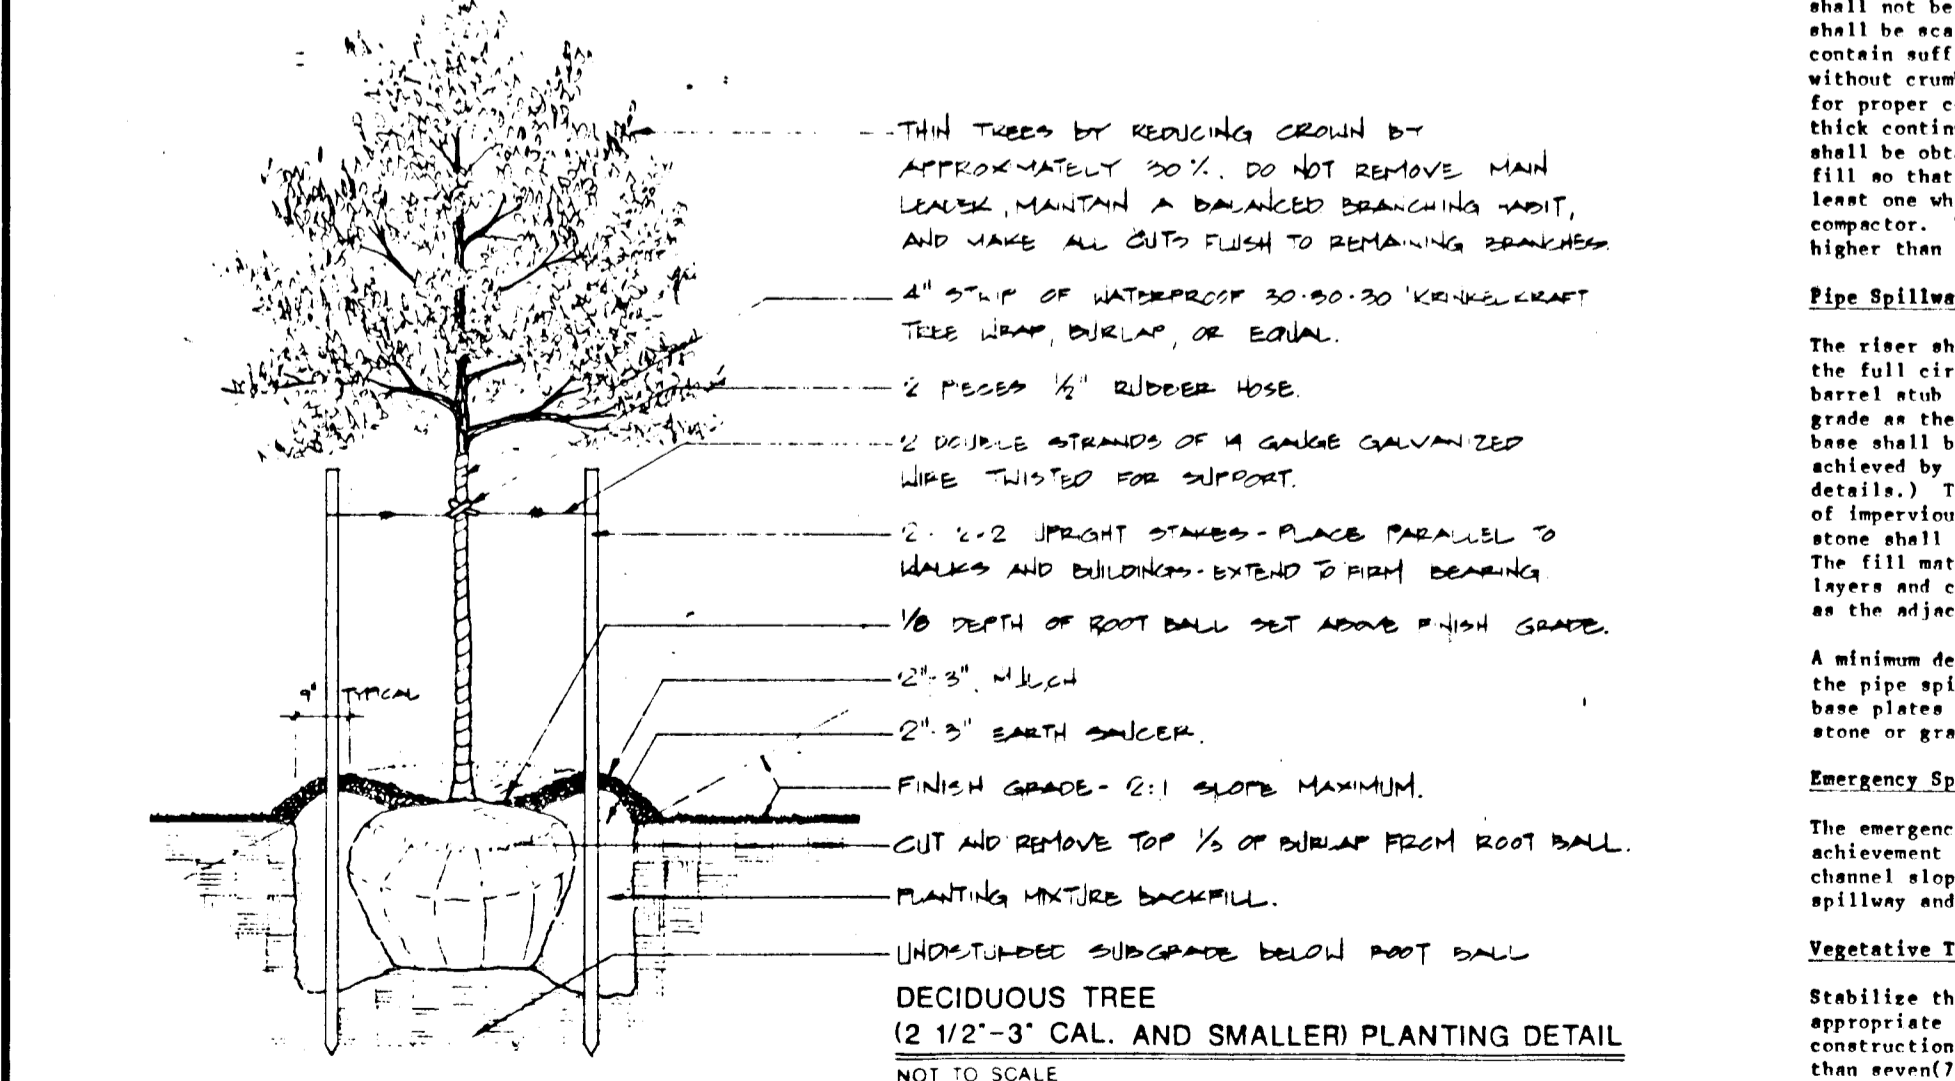 THIN TREES BY REDUCING CROWN BY
APPROXIMATELY 30%. DO NOT REMOVE MAIN
LEADER, MAINTAIN A BALANCED BRANCHING HABIT,
AND MAKE ALL CUTS FLUSH TO REMAINING BRANCHES.
4" STRIP OF WATERPROOF 30-30-30 'KRINKEL KRAFT
TREE WRAP, BURLAP, OR EQUAL.
2 PIECES 1/2" RUBBER HOSE.
2 DOUBLE STRANDS OF 14 GAUGE GALVANIZED
WIRE TWISTED FOR SUPPORT.
2 - 2-2 UPRIGHT STAKES - PLACE PARALLEL TO
WALKS AND BUILDINGS - EXTEND TO FIRM BEARING.
1/8 DEPTH OF ROOT BALL SET ABOVE FINISH GRADE.
2"-3" MULCH
9" TYPICAL
2"-3" EARTH SAUCER.
FINISH GRADE - 2:1 SLOPE MAXIMUM.
CUT AND REMOVE TOP 1/3 OF BURLAP FROM ROOT BALL.
PLANTING MIXTURE BACKFILL.
UNDISTURBED SUBGRADE BELOW ROOT BALL
DECIDUOUS TREE
(2 1/2"-3" CAL. AND SMALLER) PLANTING DETAIL
NOT TO SCALE
shall not be
shall be sca
contain suff
without crum
for proper c
thick contin
shall be obt
fill so that
least one wh
compactor.
higher than
Pipe Spillwa
The riser sh
the full cir
barrel stub
grade as the
base shall b
achieved by
details.) T
of imperviou
stone shall
The fill mat
layers and c
as the adjac
A minimum de
the pipe spi
base plates
stone or gra
Emergency Sp
The emergenc
achievement
channel slop
spillway and
Vegetative T
Stabilize th
appropriate
construction
than seven(7